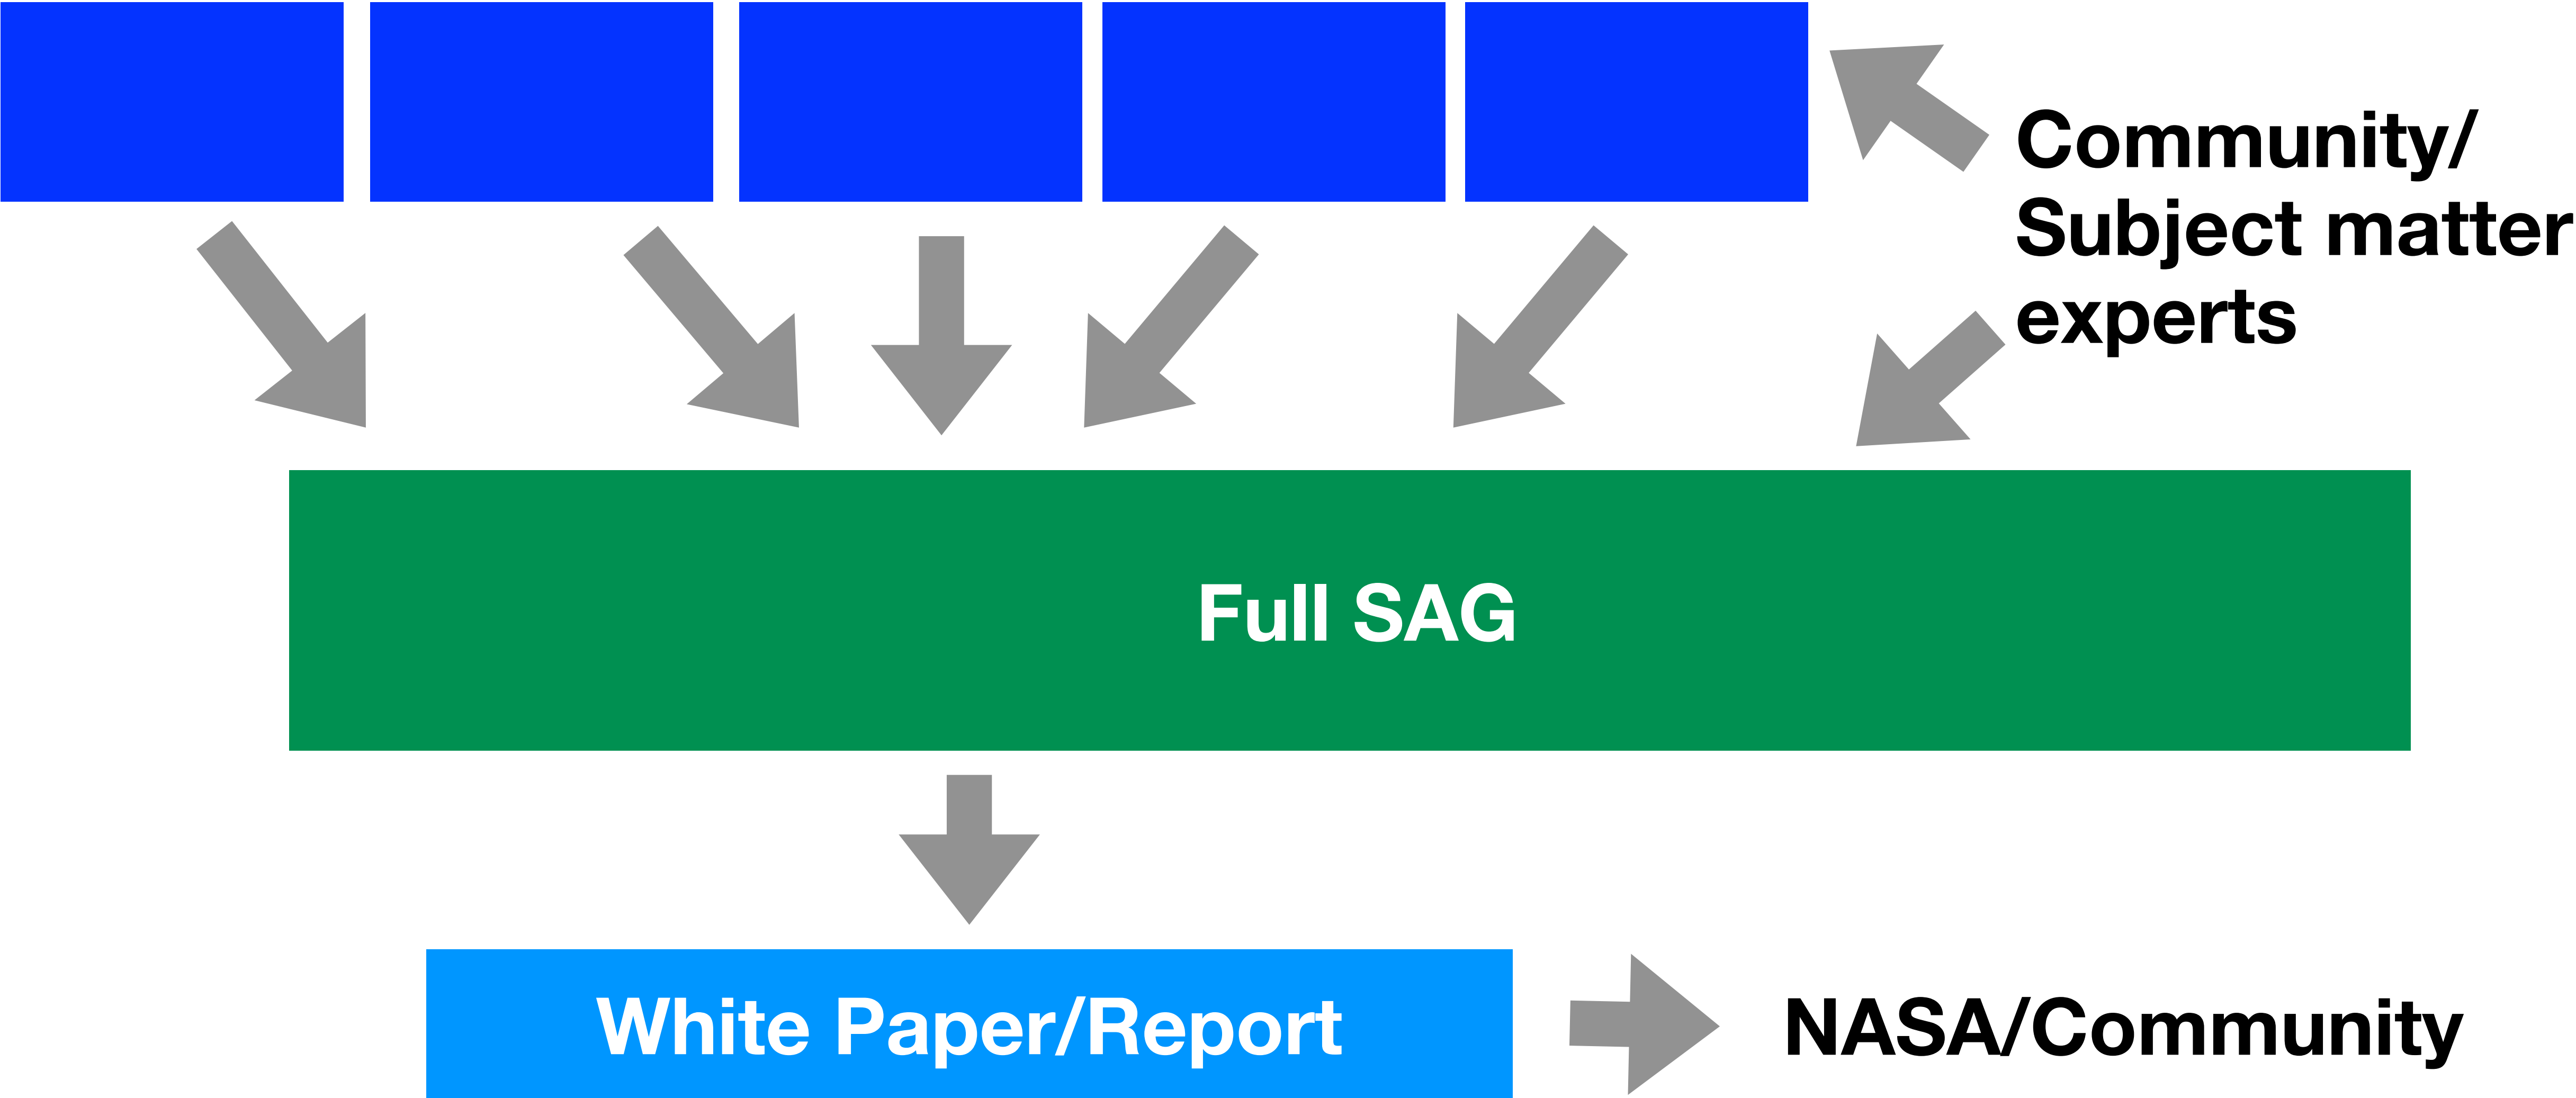 Community/
Subject matter
experts
Full SAG
White Paper/Report
NASA/Community